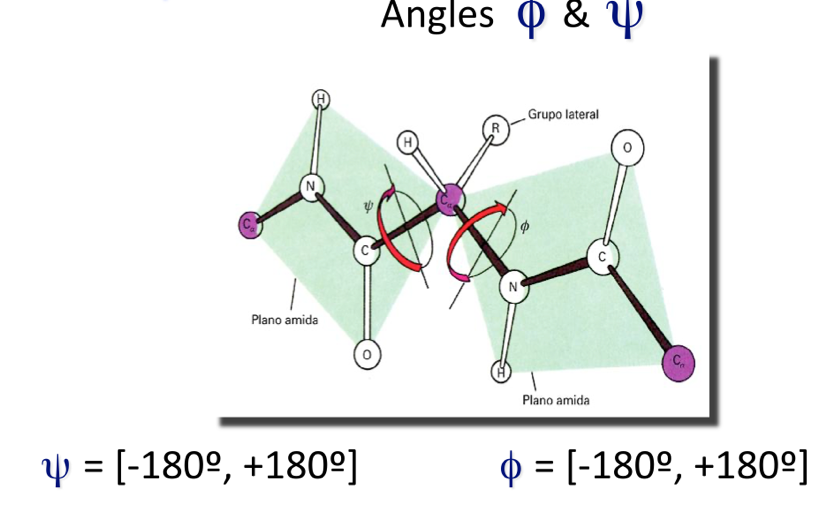 Angles ϕ & ψ
H
Grupo lateral
R
H
O
N
Cα
ψ
Cα
ϕ
C
C
N
Plano amida
O
H
Cα
Plano amida
ψ = [-180º, +180º]
ϕ = [-180º, +180º]